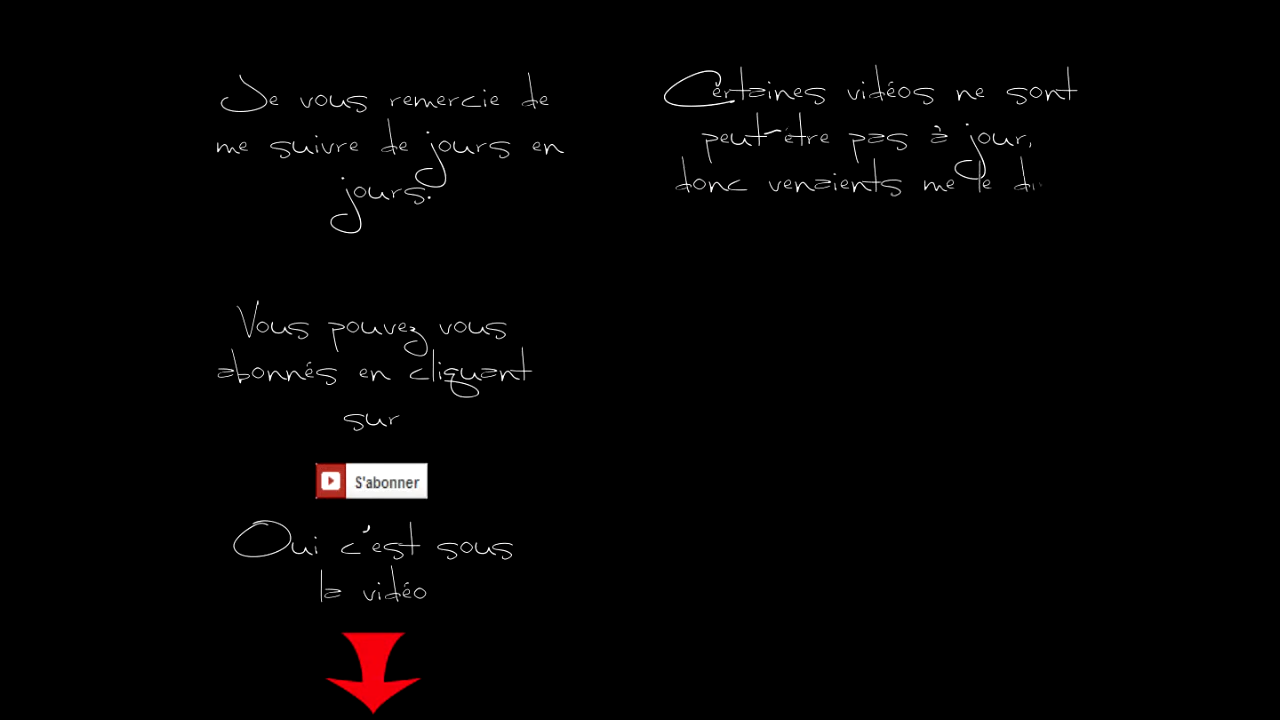 Je vous remercie de
me suivre de jours en
jours.
Vous pouvez vous
abonnés en cliquant
sur
S'abonner
Oui c'est sous
la vidéo
Certaines vidéos ne sont
peut-être pas à jour,
donc venaients me le